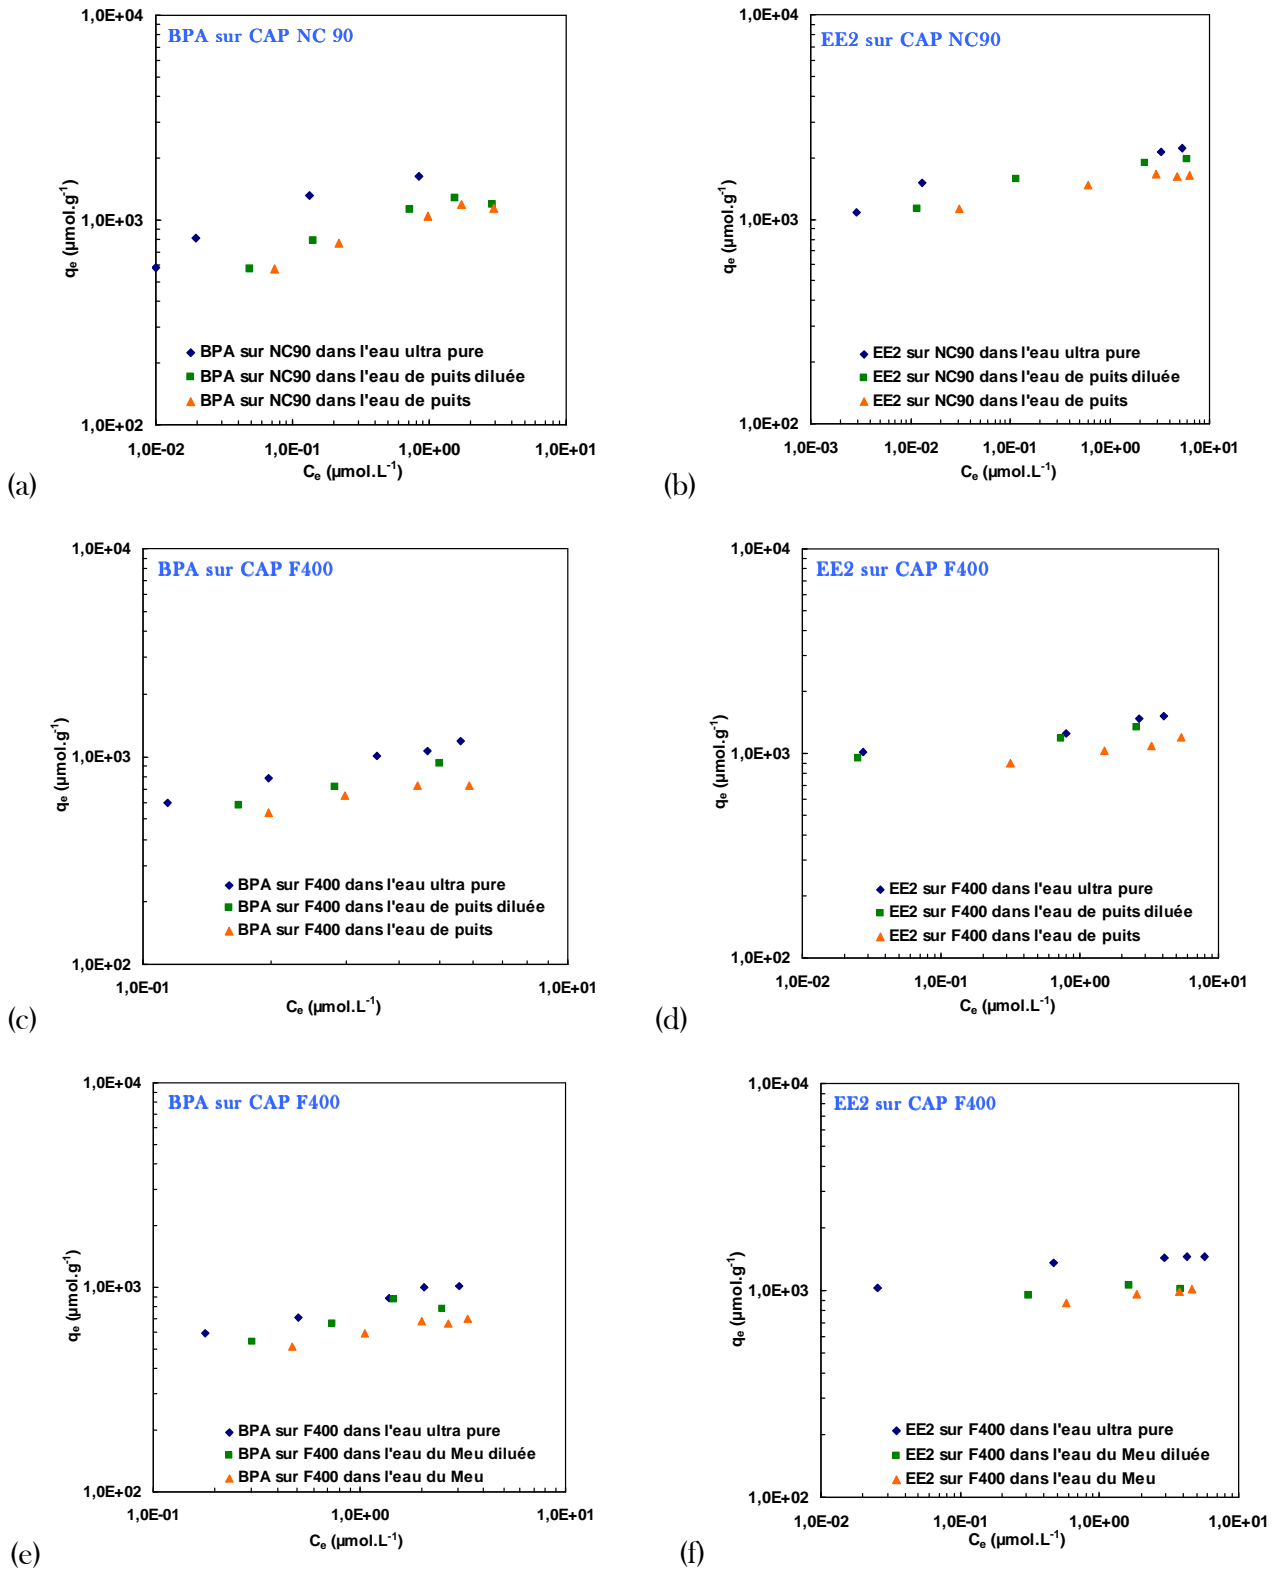 BPA sur CAP NC 90
1,0E+04
1,0E+03
1,0E+02
qe (µmol.g-1)
BPA sur NC90 dans l'eau ultra pure
BPA sur NC90 dans l'eau de puits diluée
BPA sur NC90 dans l'eau de puits
1,0E-02 1,0E-01 1,0E+00 1,0E+01
Ce (µmol.L-1)
(a)
EE2 sur CAP NC90
1,0E+04
1,0E+03
1,0E+02
qe (µmol.g-1)
EE2 sur NC90 dans l'eau ultra pure
EE2 sur NC90 dans l'eau de puits diluée
EE2 sur NC90 dans l'eau de puits
1,0E-03 1,0E-02 1,0E-01 1,0E+00 1,0E+01
Ce (µmol.L-1)
(b)
BPA sur CAP F400
1,0E+04
1,0E+03
1,0E+02
qe (µmol.g-1)
BPA sur F400 dans l'eau ultra pure
BPA sur F400 dans l'eau de puits diluée
BPA sur F400 dans l'eau de puits
1,0E-01 1,0E+01
Ce (µmol.L-1)
(c)
EE2 sur CAP F400
1,0E+04
1,0E+03
1,0E+02
qe (µmol.g-1)
EE2 sur F400 dans l'eau ultra pure
EE2 sur F400 dans l'eau de puits diluée
EE2 sur F400 dans l'eau de puits
1,0E-02 1,0E-01 1,0E+00 1,0E+01
Ce (µmol.L-1)
(d)
BPA sur CAP F400
1,0E+04
1,0E+03
1,0E+02
qe (µmol.g-1)
BPA sur F400 dans l'eau ultra pure
BPA sur F400 dans l'eau du Meu diluée
BPA sur F400 dans l'eau du Meu
1,0E-01 1,0E+00 1,0E+01
Ce (µmol.L-1)
(e)
EE2 sur CAP F400
1,0E+04
1,0E+03
1,0E+02
qe (µmol.g-1)
EE2 sur F400 dans l'eau ultra pure
EE2 sur F400 dans l'eau du Meu diluée
EE2 sur F400 dans l'eau du Meu
1,0E-02 1,0E-01 1,0E+00 1,0E+01
Ce (µmol.L-1)
(f)